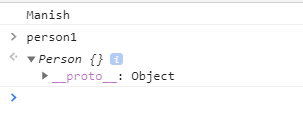 Manish
> person1
<· ▼ Person {} i
▶ __proto__: Object
>